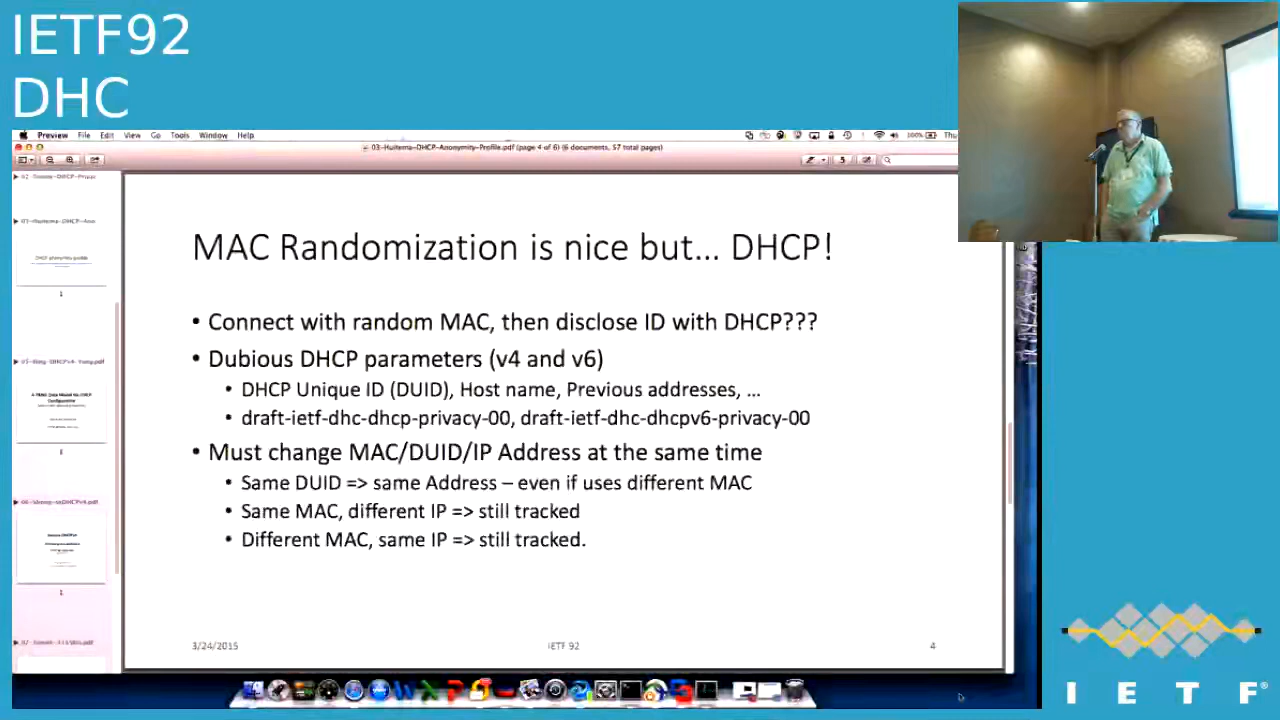 IETF92
DHC
Preview File Edit View Go Tools Window Help
100%
03-Huitema-DHCP-Anonymity-Profile.pdf (page 4 of 6) (6 documents, 57 total pages)
1
MAC Randomization is nice but... DHCP!
• Connect with random MAC, then disclose ID with DHCP???
• Dubious DHCP parameters (v4 and v6)
• DHCP Unique ID (DUID), Host name, Previous addresses, ...
• draft-ietf-dhc-dhcp-privacy-00, draft-ietf-dhc-dhcpv6-privacy-00
• Must change MAC/DUID/IP Address at the same time
• Same DUID => same Address – even if uses different MAC
• Same MAC, different IP => still tracked
• Different MAC, same IP => still tracked.
3/24/2015
IETF 92
4
I E T F®